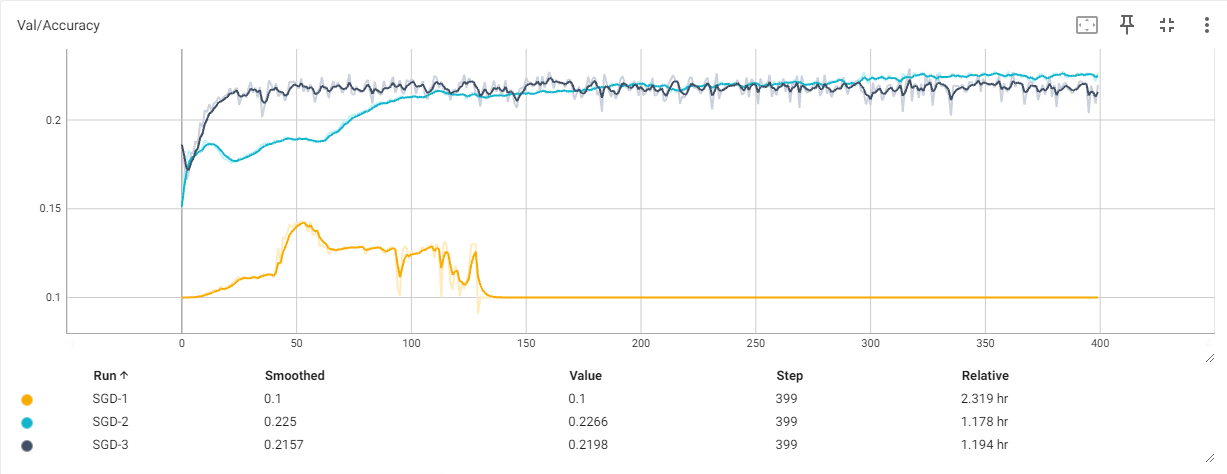 Val/Accuracy
0.2
0.15
0.1
0 50 100 150 200 250 300 350 400
Run Smoothed Value Step Relative
SGD-1 0.1 0.1 399 2.319 hr
SGD-2 0.225 0.2266 399 1.178 hr
SGD-3 0.2157 0.2198 399 1.194 hr